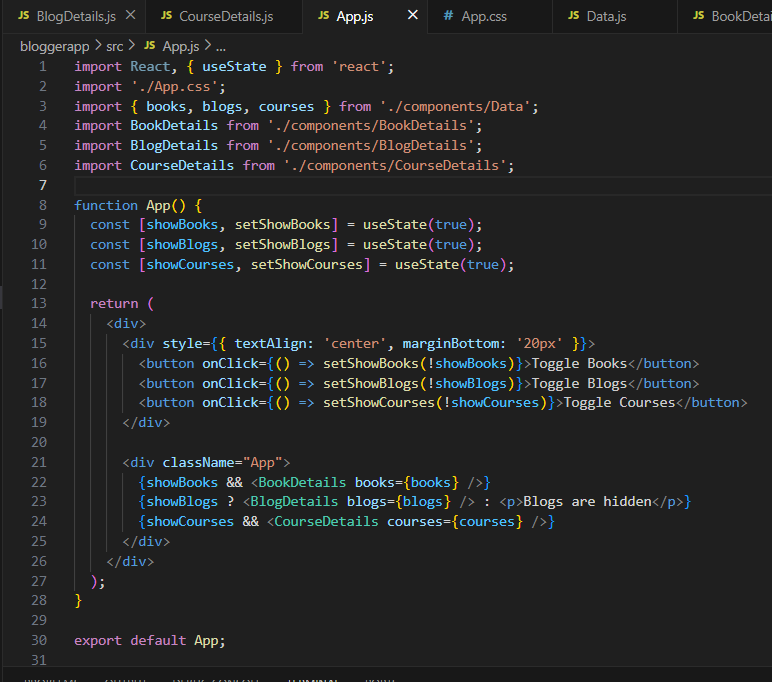 JS BlogDetails.js × JS CourseDetails.js JS App.js × # App.css JS Data.js JS BookDetai
bloggerapp > src > JS App.js > ...
1 import React, { useState } from 'react';
2 import './App.css';
3 import { books, blogs, courses } from './components/Data';
4 import BookDetails from './components/BookDetails';
5 import BlogDetails from './components/BlogDetails';
6 import CourseDetails from './components/CourseDetails';
7
8 function App() {
9 const [showBooks, setShowBooks] = useState(true);
10 const [showBlogs, setShowBlogs] = useState(true);
11 const [showCourses, setShowCourses] = useState(true);
12
13 return (
14 <div>
15 <div style={{ textAlign: 'center', marginBottom: '20px' }}>
16 <button onClick={() => setShowBooks(!showBooks)}>Toggle Books</button>
17 <button onClick={() => setShowBlogs(!showBlogs)}>Toggle Blogs</button>
18 <button onClick={() => setShowCourses(!showCourses)}>Toggle Courses</button>
19 </div>
20
21 <div className="App">
22 {showBooks && <BookDetails books={books} />}
23 {showBlogs ? <BlogDetails blogs={blogs} /> : <p>Blogs are hidden</p>}
24 {showCourses && <CourseDetails courses={courses} />}
25 </div>
26 </div>
27 );
28 }
29
30 export default App;
31